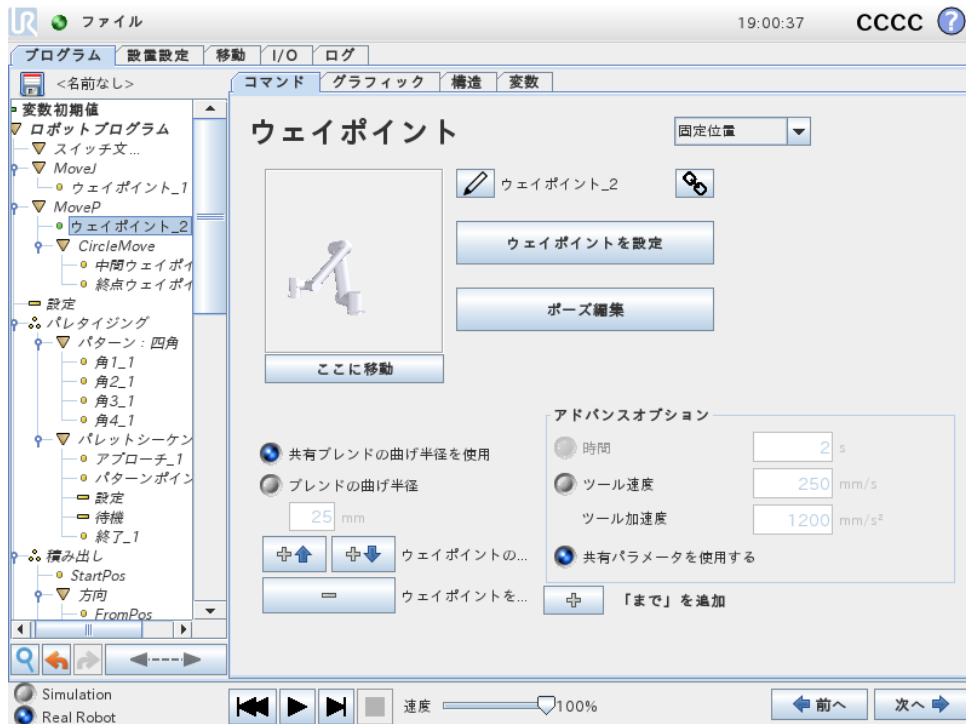 UR ファイル 19:00:37 CCCC ?
プログラム 設置設定 移動 I/O ログ
<名前なし>
コマンド グラフィック 構造 変数
変数初期値
ロボットプログラム
スイッチ文...
MoveJ
ウェイポイント_1
MoveP
ウェイポイント_2
CircleMove
中間ウェイポイ
終点ウェイポイ
設定
パレタイジング
パターン : 四角
角1_1
角2_1
角3_1
角4_1
パレットシーケン
アプローチ_1
パターンポイン
設定
待機
終了_1
積み出し
StartPos
方向
FromPos
ウェイポイント
固定位置
ウェイポイント_2
ウェイポイントを設定
ポーズ編集
ここに移動
共有ブレンドの曲げ半径を使用
ブレンドの曲げ半径
25 mm
ウェイポイントの...
ウェイポイントを...
アドバンスオプション
時間 2 s
ツール速度 250 mm/s
ツール加速度 1200 mm/s²
共有パラメータを使用する
「まで」を追加
Simulation
Real Robot
速度 100%
前へ 次へ